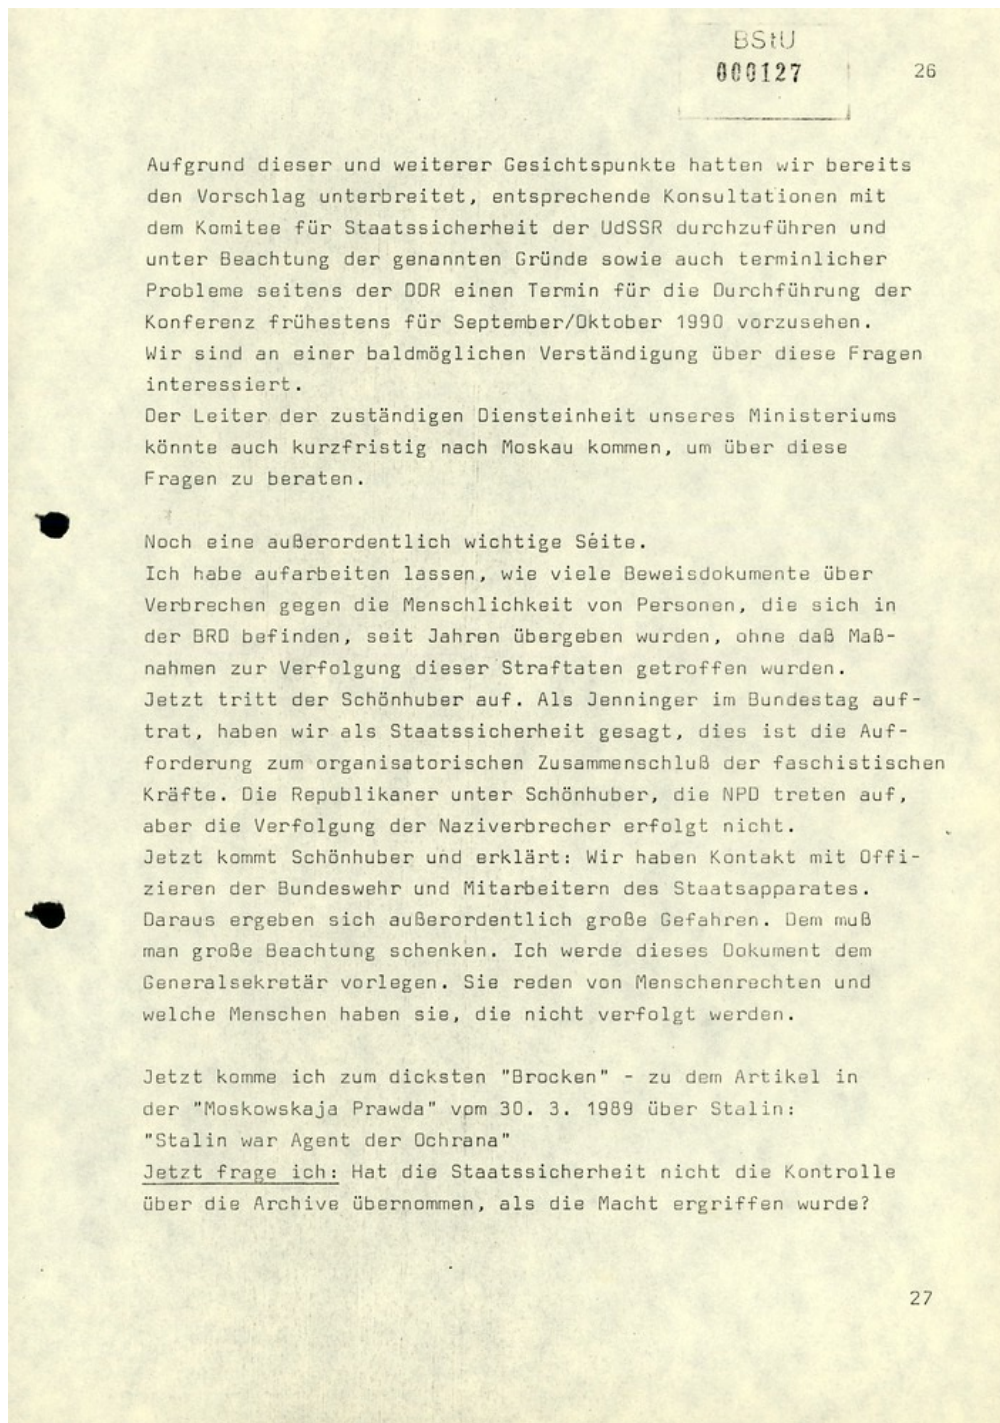 BStU
000127
26
Aufgrund dieser und weiterer Gesichtspunkte hatten wir bereits
den Vorschlag unterbreitet, entsprechende Konsultationen mit
dem Komitee für Staatssicherheit der UdSSR durchzuführen und
unter Beachtung der genannten Gründe sowie auch terminlicher
Probleme seitens der DDR einen Termin für die Durchführung der
Konferenz frühestens für September/Oktober 1990 vorzusehen.
Wir sind an einer baldmöglichen Verständigung über diese Fragen
interessiert.
Der Leiter der zuständigen Diensteinheit unseres Ministeriums
könnte auch kurzfristig nach Moskau kommen, um über diese
Fragen zu beraten.
Noch eine außerordentlich wichtige Seite.
Ich habe aufarbeiten lassen, wie viele Beweisdokumente über
Verbrechen gegen die Menschlichkeit von Personen, die sich in
der BRD befinden, seit Jahren übergeben wurden, ohne daß Maß-
nahmen zur Verfolgung dieser Straftaten getroffen wurden.
Jetzt tritt der Schönhuber auf. Als Jenninger im Bundestag auf-
trat, haben wir als Staatssicherheit gesagt, dies ist die Auf-
forderung zum organisatorischen Zusammenschluß der faschistischen
Kräfte. Die Republikaner unter Schönhuber, die NPD treten auf,
aber die Verfolgung der Naziverbrecher erfolgt nicht.
Jetzt kommt Schönhuber und erklärt: Wir haben Kontakt mit Offi-
zieren der Bundeswehr und Mitarbeitern des Staatsapparates.
Daraus ergeben sich außerordentlich große Gefahren. Dem muß
man große Beachtung schenken. Ich werde dieses Dokument dem
Generalsekretär vorlegen. Sie reden von Menschenrechten und
welche Menschen haben sie, die nicht verfolgt werden.
Jetzt komme ich zum dicksten "Brocken" - zu dem Artikel in
der "Moskowskaja Prawda" vom 30. 3. 1989 über Stalin:
"Stalin war Agent der Ochrana"
Jetzt frage ich: Hat die Staatssicherheit nicht die Kontrolle
über die Archive übernommen, als die Macht ergriffen wurde?
27